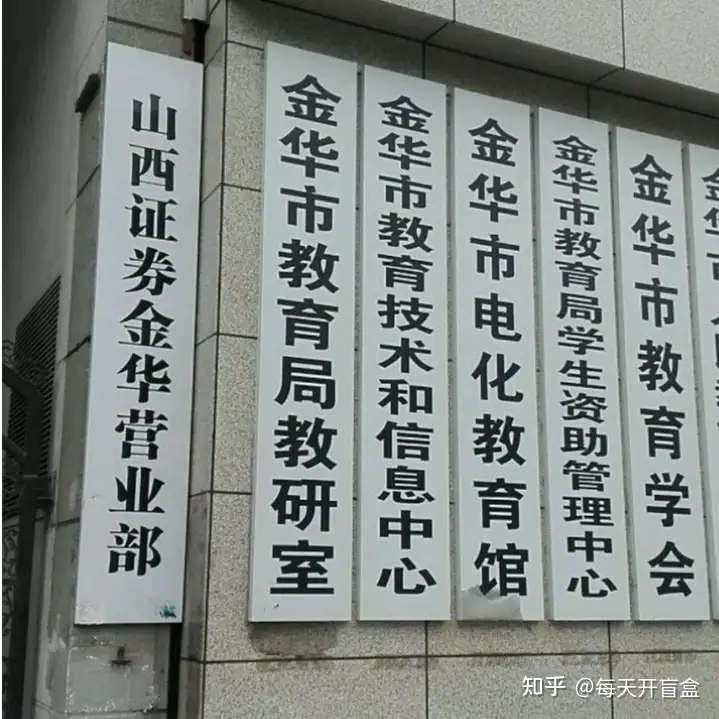 山西证券金华营业部
金华市教育局教研室
金华市教育技术和信息中心
金华市电化教育馆
金华市教育局学生资助管理中心
金华市教育学会
金华市
知乎 @每天开盲盒